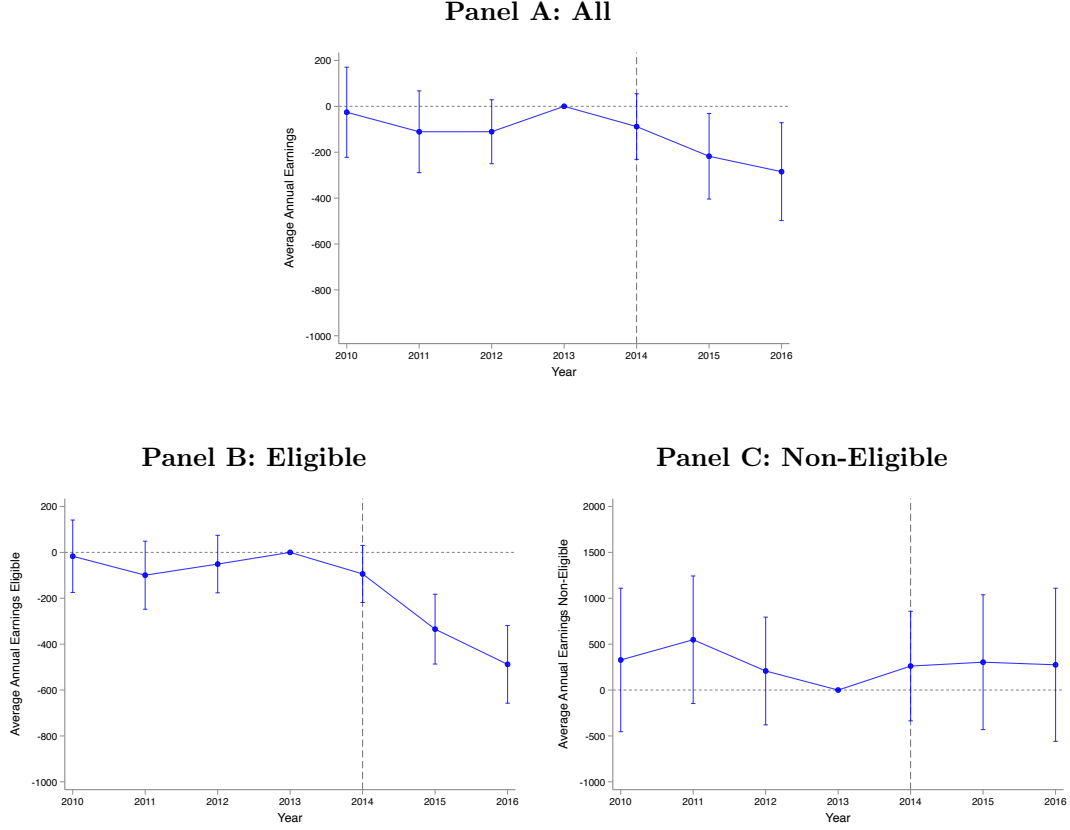 Panel A: All
Average Annual Earnings
200
0
-200
-400
-600
-800
-1000
2010 2011 2012 2013 2014 2015 2016
Year
Panel B: Eligible
Average Annual Earnings Eligible
200
0
-200
-400
-600
-800
-1000
2010 2011 2012 2013 2014 2015 2016
Year
Panel C: Non-Eligible
Average Annual Earnings Non-Eligible
2000
1500
1000
500
0
-500
-1000
2010 2011 2012 2013 2014 2015 2016
Year